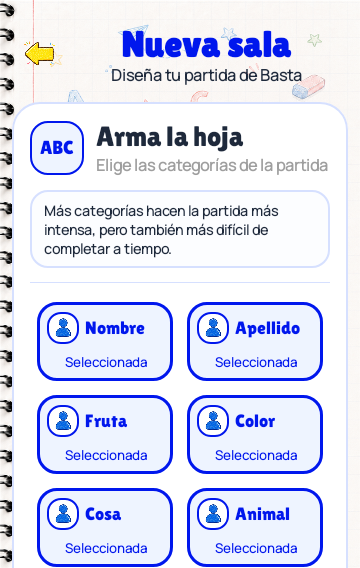 Nueva sala
Diseña tu partida de Basta
ABC
Arma la hoja
Elige las categorías de la partida
Más categorías hacen la partida más
intensa, pero también más difícil de
completar a tiempo.
Nombre
Seleccionada
Apellido
Seleccionada
Fruta
Seleccionada
Color
Seleccionada
Cosa
Seleccionada
Animal
Seleccionada